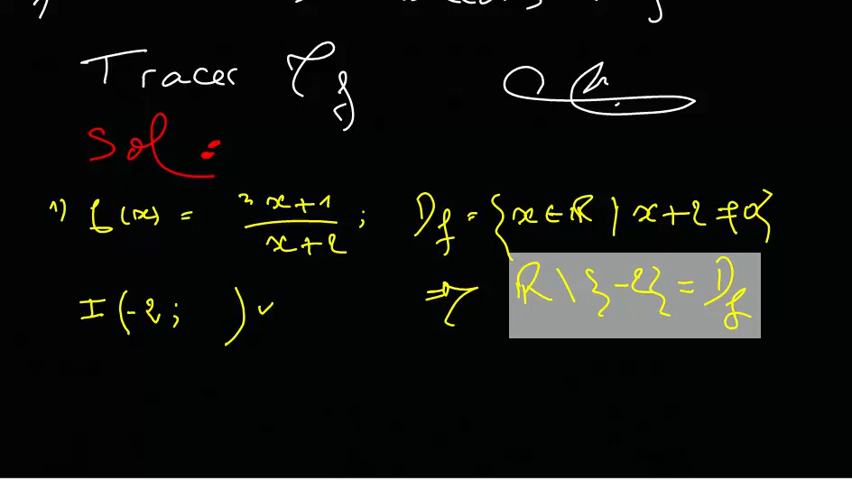 Tracer 𝒞f
Sol :
1) f(x) = 3x+1 / x+2 ; Df = {x∈ℝ | x+2≠0}
I(-2; ) ⇒ ℝ \ {-2} = Df